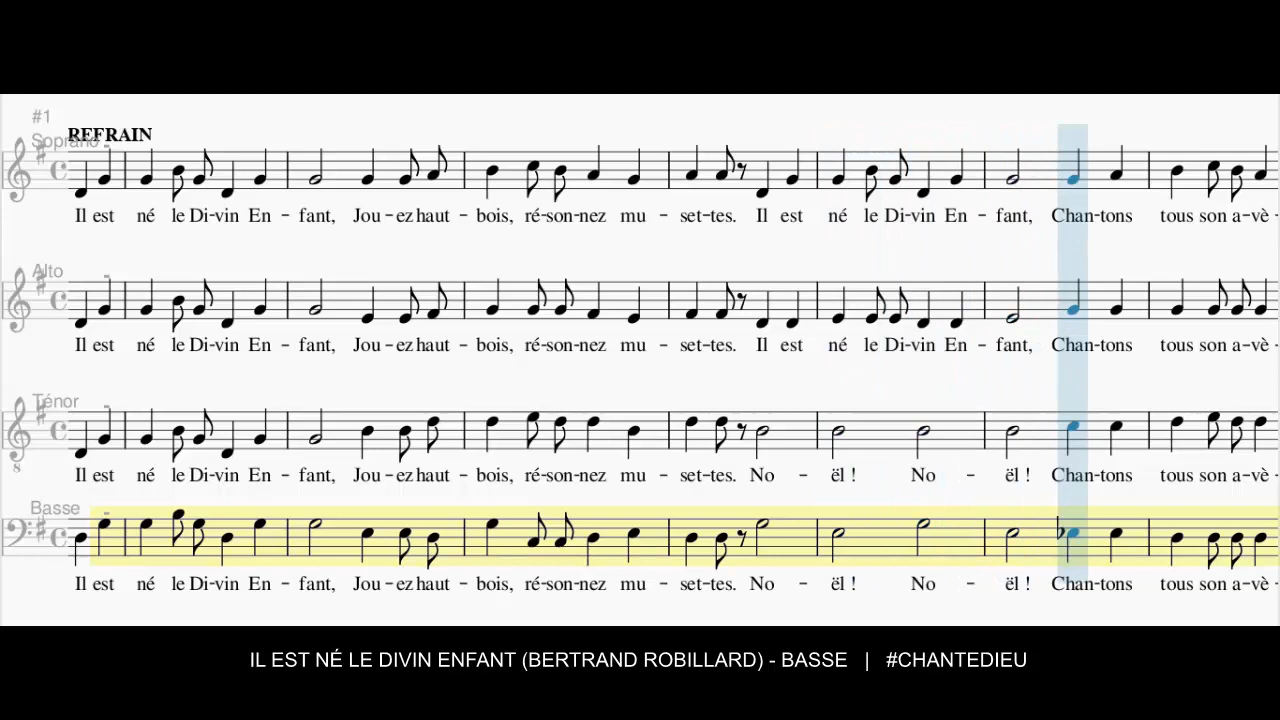 #1
REFRAIN
Soprano
Il est né le Di-vin En - fant, Jou-ez haut - bois, ré-son-nez mu - set-tes. Il est né le Di-vin En - fant, Chan-tons tous son a-vè -
Alto
Il est né le Di-vin En - fant, Jou-ez haut - bois, ré-son-nez mu - set-tes. Il est né le Di-vin En - fant, Chan-tons tous son a-vè -
Ténor
8
Il est né le Di-vin En - fant, Jou-ez haut - bois, ré-son-nez mu - set-tes. No - ël ! No - ël ! Chan-tons tous son a-vè -
Basse
Il est né le Di-vin En - fant, Jou-ez haut - bois, ré-son-nez mu - set-tes. No - ël ! No - ël ! Chan-tons tous son a-vè -
IL EST NÉ LE DIVIN ENFANT (BERTRAND ROBILLARD) - BASSE | #CHANTEDIEU